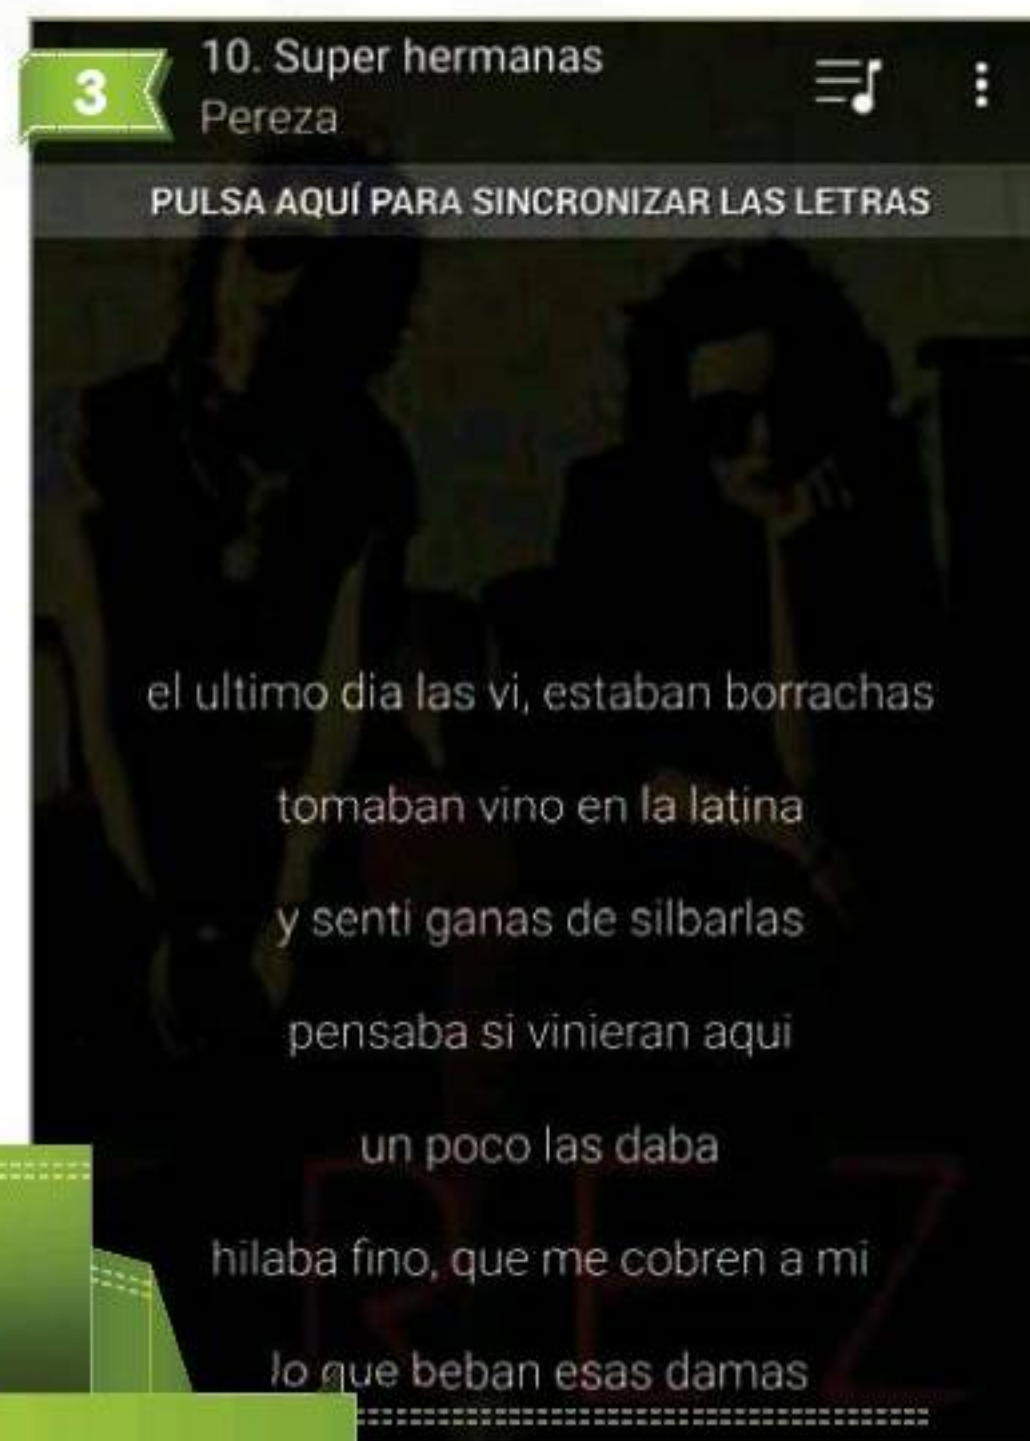 3
10. Super hermanas
Pereza
PULSA AQUÍ PARA SINCRONIZAR LAS LETRAS
el ultimo dia las vi, estaban borrachas
tomaban vino en la latina
y senti ganas de silbarlas
pensaba si vinieran aqui
un poco las daba
hilaba fino, que me cobren a mi
lo que beban esas damas
REZ